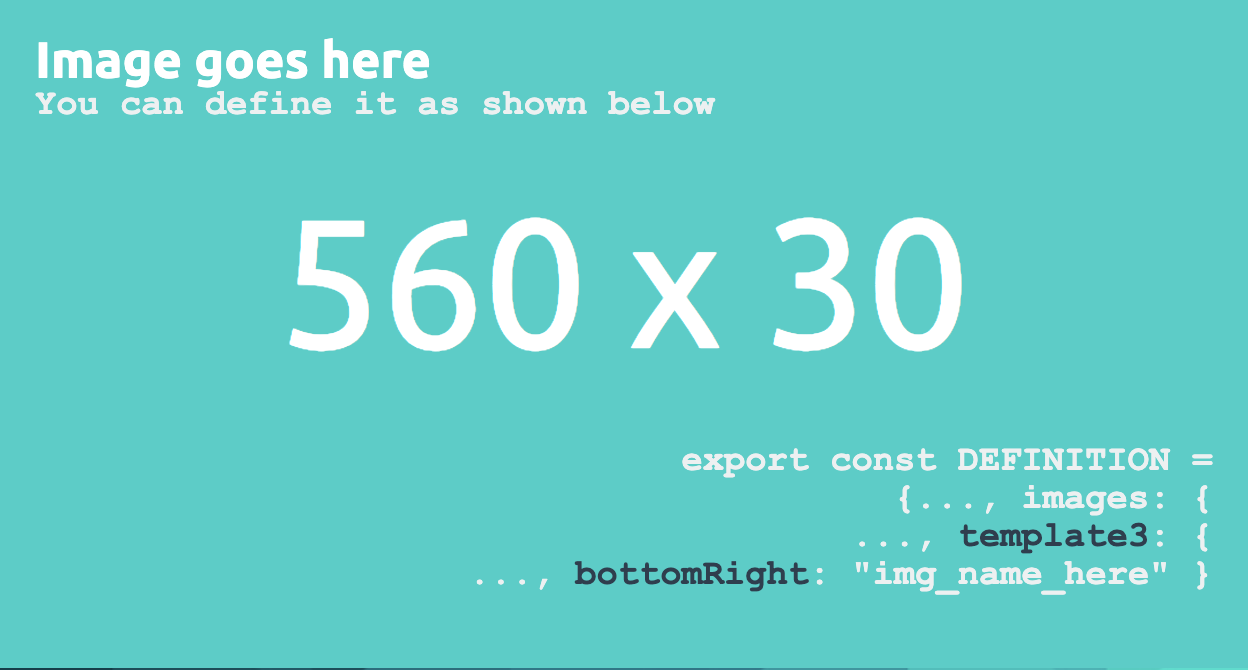 Image goes here
You can define it as shown below
560 x 30
export const DEFINITION =
{..., images: {
..., template3: {
..., bottomRight: "img_name_here" }